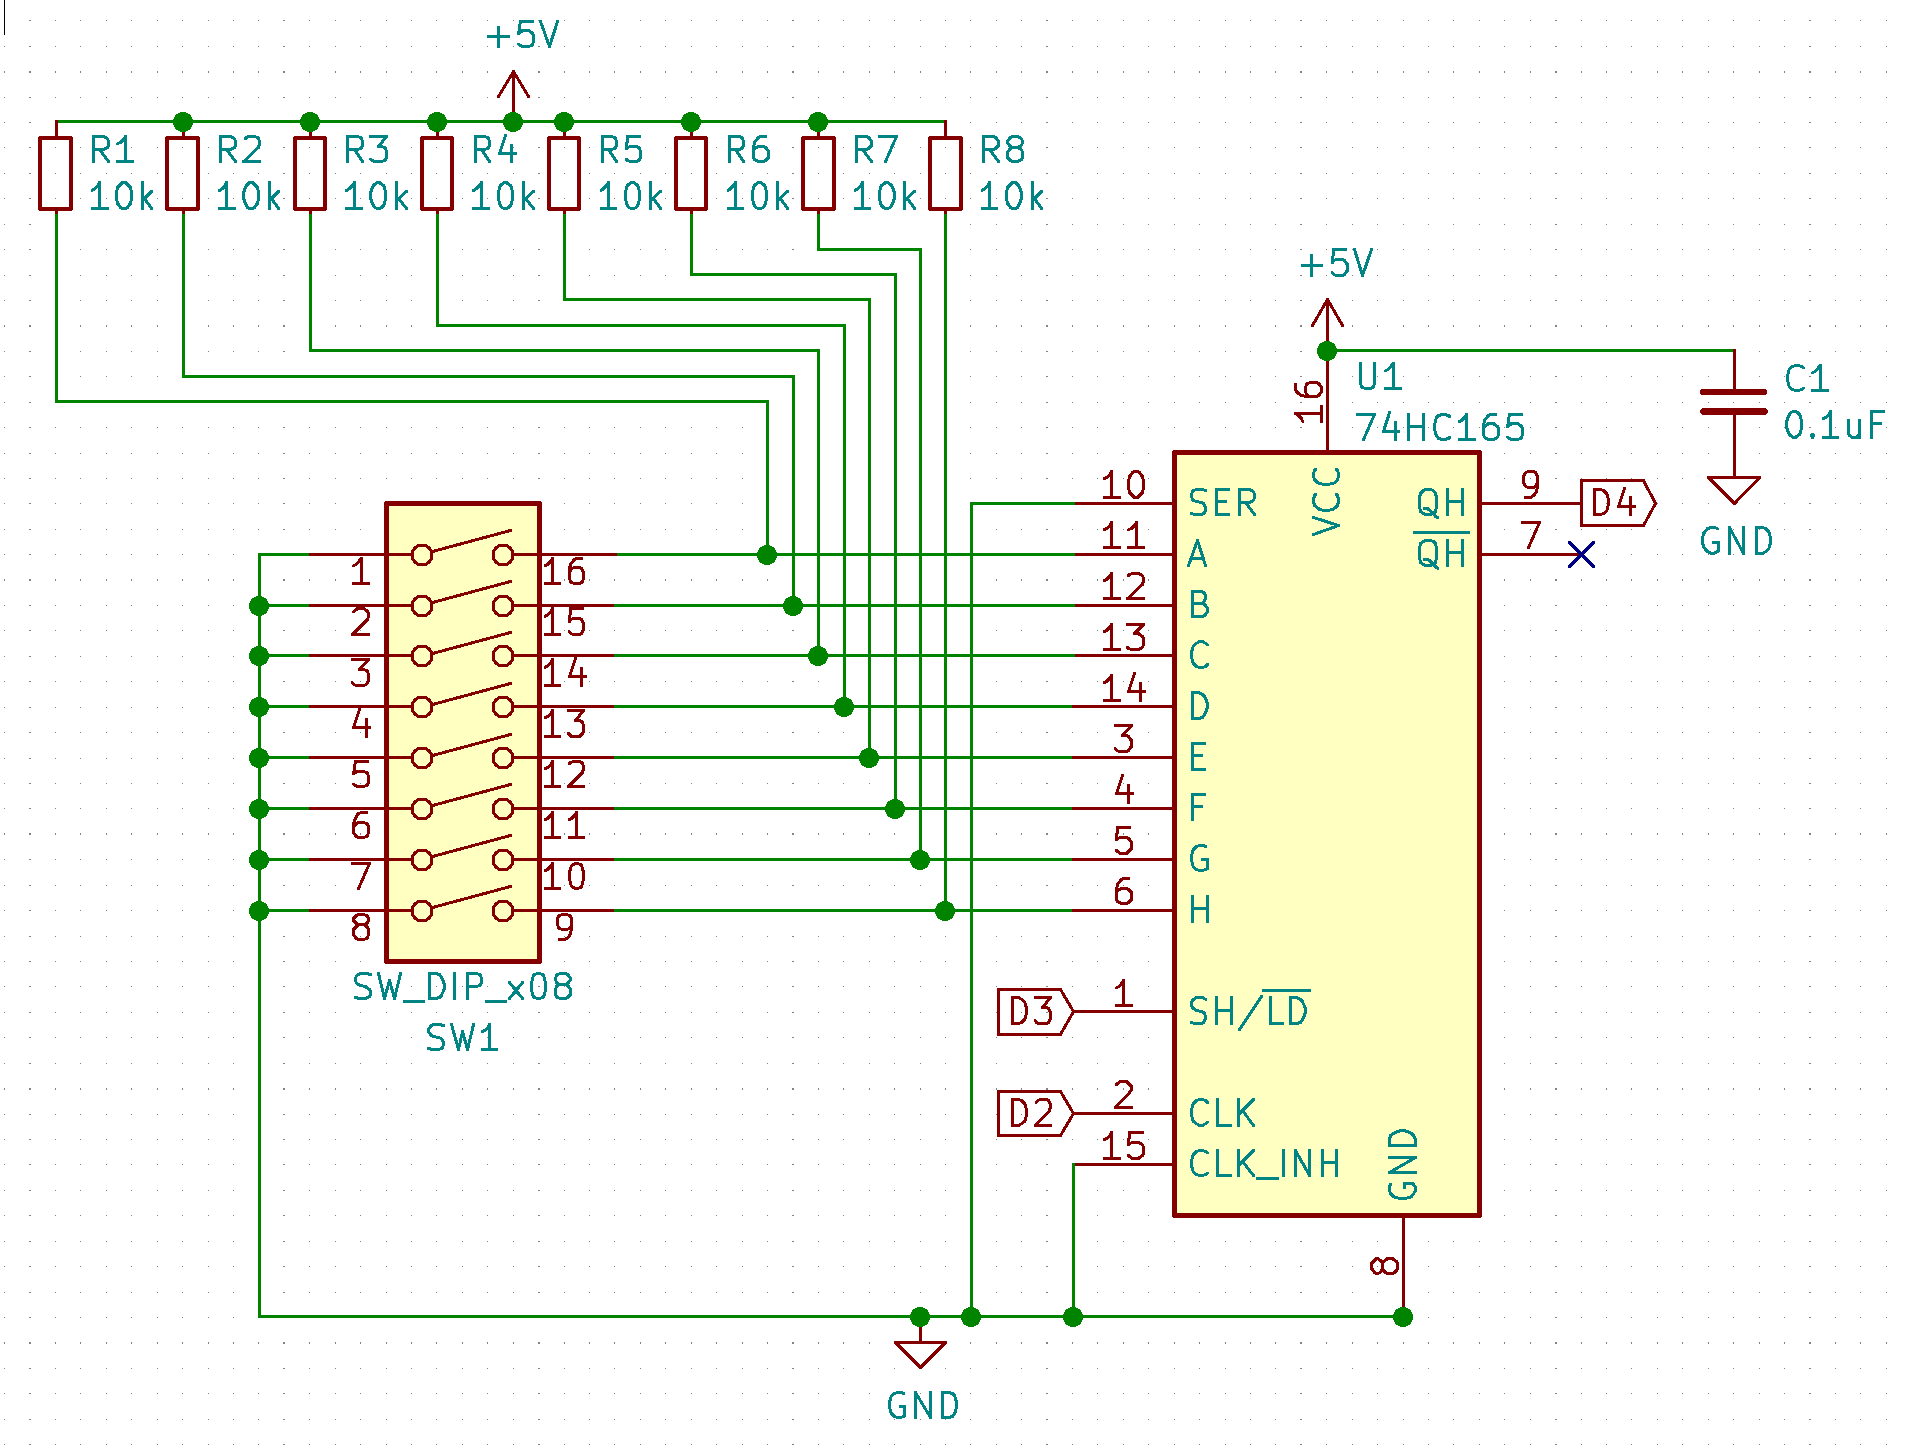 +5V
R1
10k
R2
10k
R3
10k
R4
10k
R5
10k
R6
10k
R7
10k
R8
10k
+5V
16
U1
74HC165
C1
0.1uF
GND
VCC
10
SER
11
A
12
B
13
C
14
D
3
E
4
F
5
G
6
H
D3
1
SH/LD
D2
2
CLK
15
CLK_INH
GND
8
QH
9
D4
QH
7
1
16
2
15
3
14
4
13
5
12
6
11
7
10
8
9
SW_DIP_x08
SW1
GND